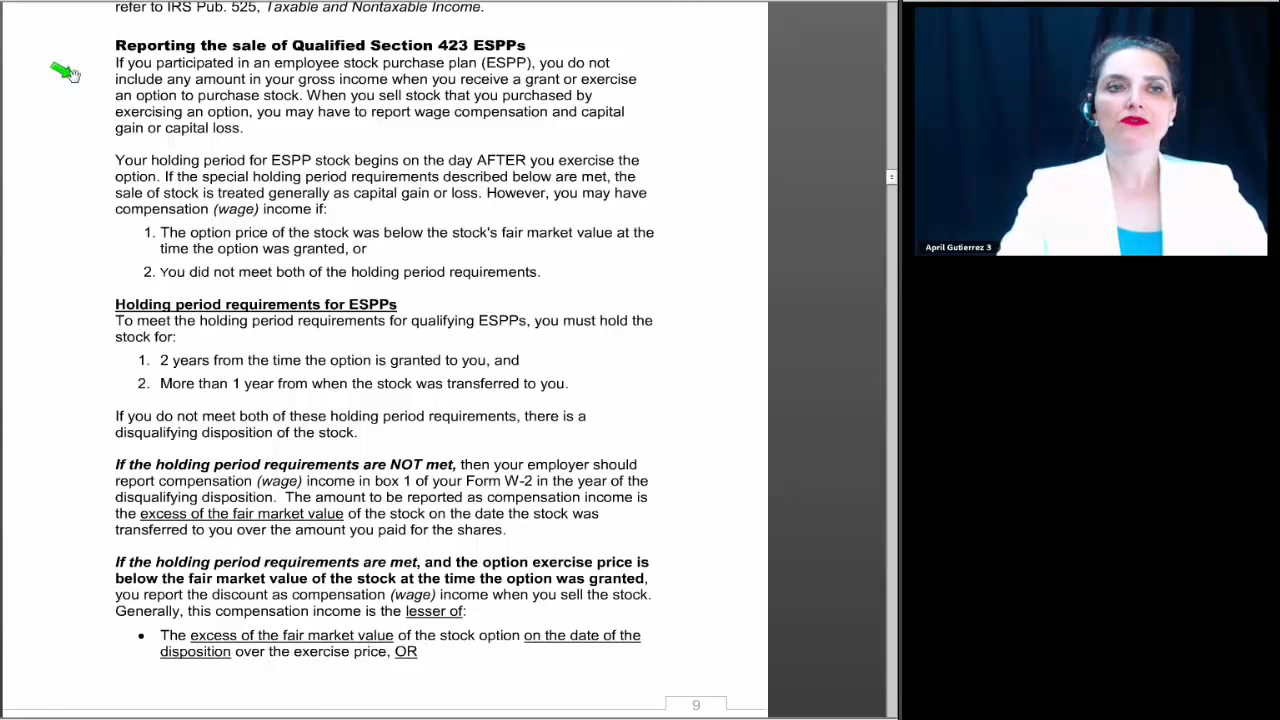 refer to IRS Pub. 525, Taxable and Nontaxable Income.
Reporting the sale of Qualified Section 423 ESPPs
If you participated in an employee stock purchase plan (ESPP), you do not
include any amount in your gross income when you receive a grant or exercise
an option to purchase stock. When you sell stock that you purchased by
exercising an option, you may have to report wage compensation and capital
gain or capital loss.
Your holding period for ESPP stock begins on the day AFTER you exercise the
option. If the special holding period requirements described below are met, the
sale of stock is treated generally as capital gain or loss. However, you may have
compensation (wage) income if:
1. The option price of the stock was below the stock's fair market value at the
time the option was granted, or
2. You did not meet both of the holding period requirements.
Holding period requirements for ESPPs
To meet the holding period requirements for qualifying ESPPs, you must hold the
stock for:
1. 2 years from the time the option is granted to you, and
2. More than 1 year from when the stock was transferred to you.
If you do not meet both of these holding period requirements, there is a
disqualifying disposition of the stock.
If the holding period requirements are NOT met, then your employer should
report compensation (wage) income in box 1 of your Form W-2 in the year of the
disqualifying disposition. The amount to be reported as compensation income is
the excess of the fair market value of the stock on the date the stock was
transferred to you over the amount you paid for the shares.
If the holding period requirements are met, and the option exercise price is
below the fair market value of the stock at the time the option was granted,
you report the discount as compensation (wage) income when you sell the stock.
Generally, this compensation income is the lesser of:
• The excess of the fair market value of the stock option on the date of the
disposition over the exercise price, OR
9
April Gutierrez 3